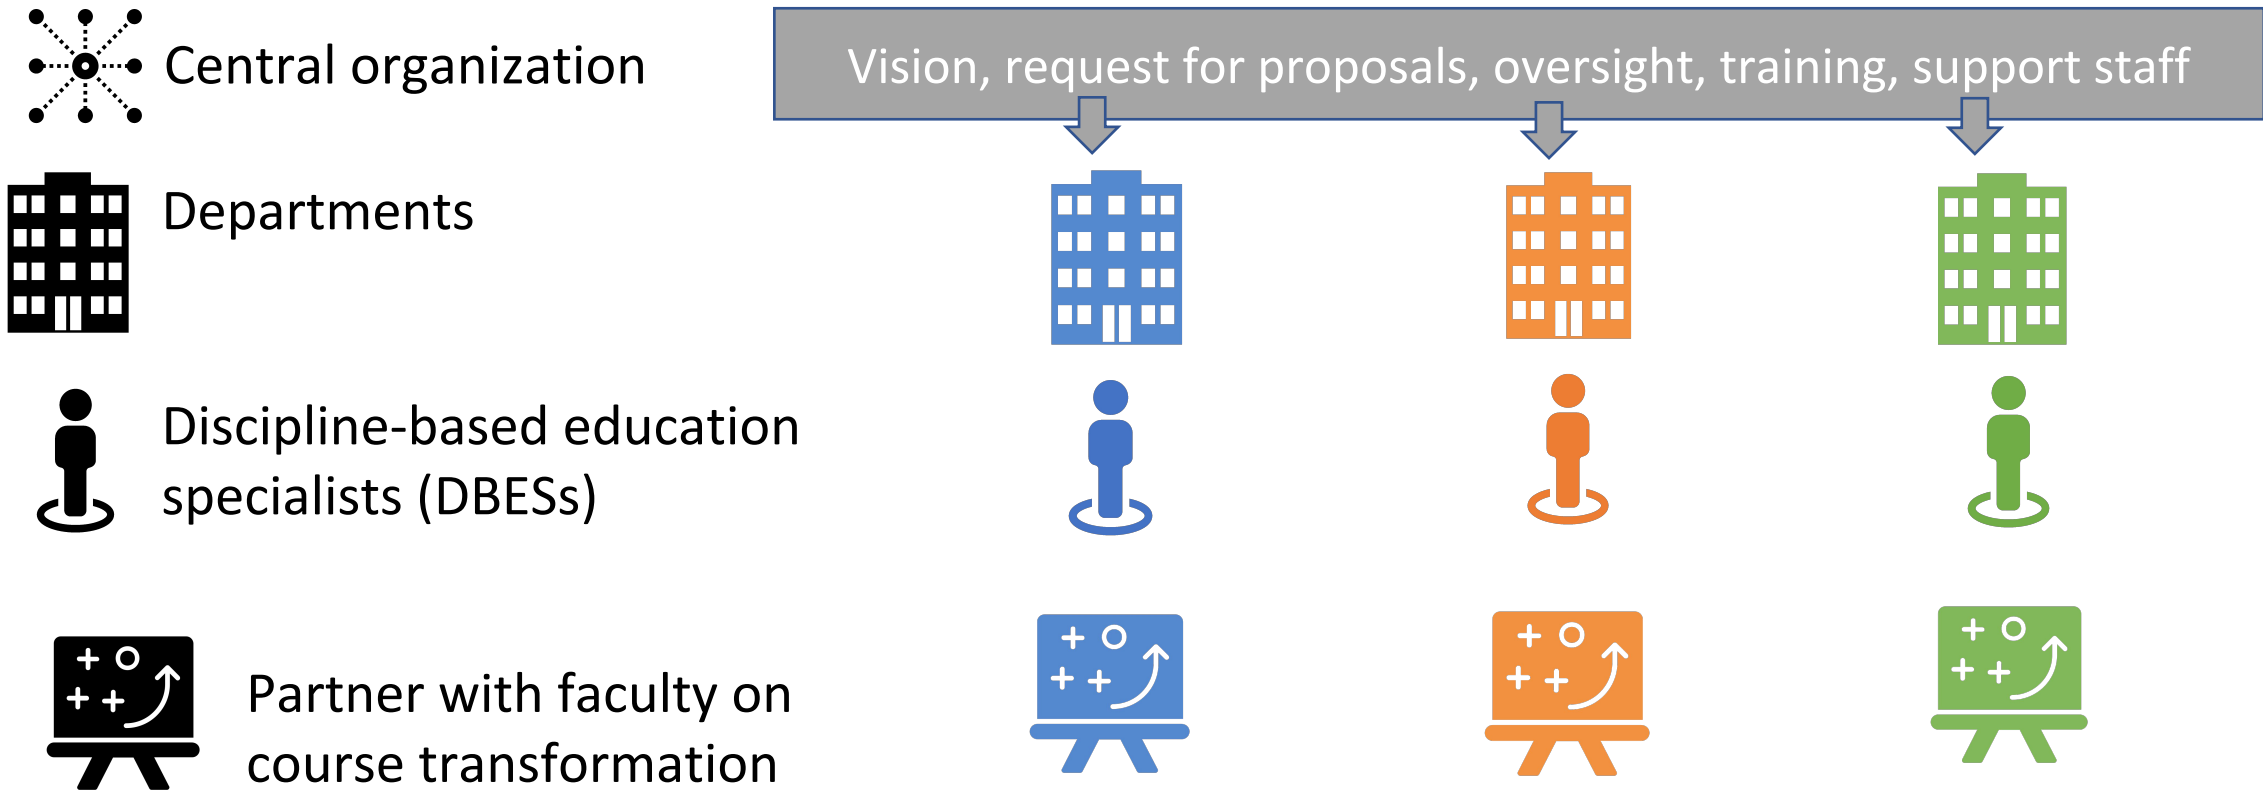 Central organization
Vision, request for proposals, oversight, training, support staff
Departments
Discipline-based education
specialists (DBESs)
Partner with faculty on
course transformation